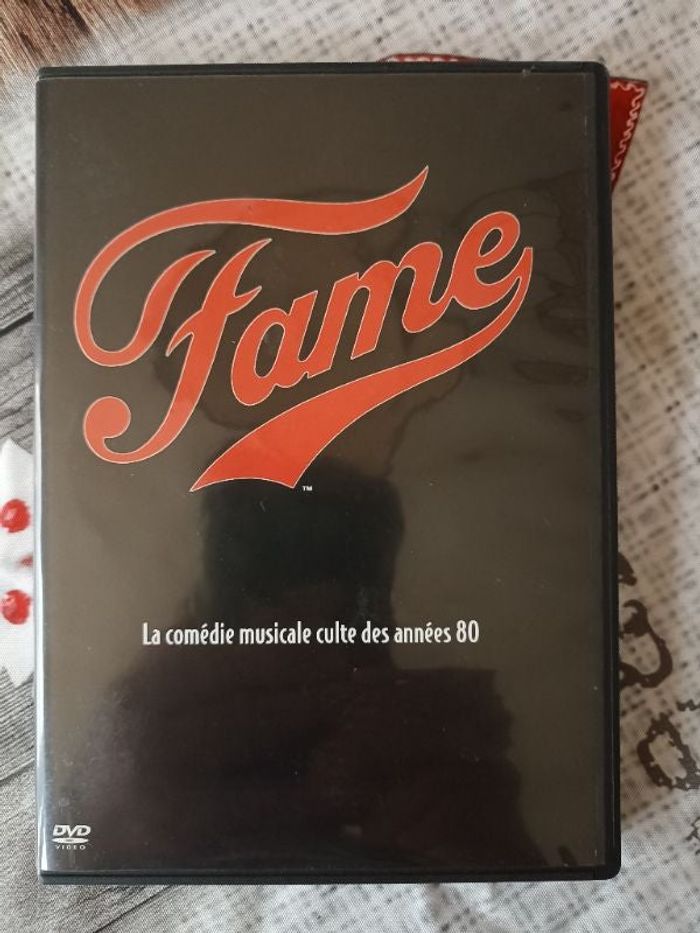 Fame
™
La comédie musicale culte des années 80
DVD
VIDEO